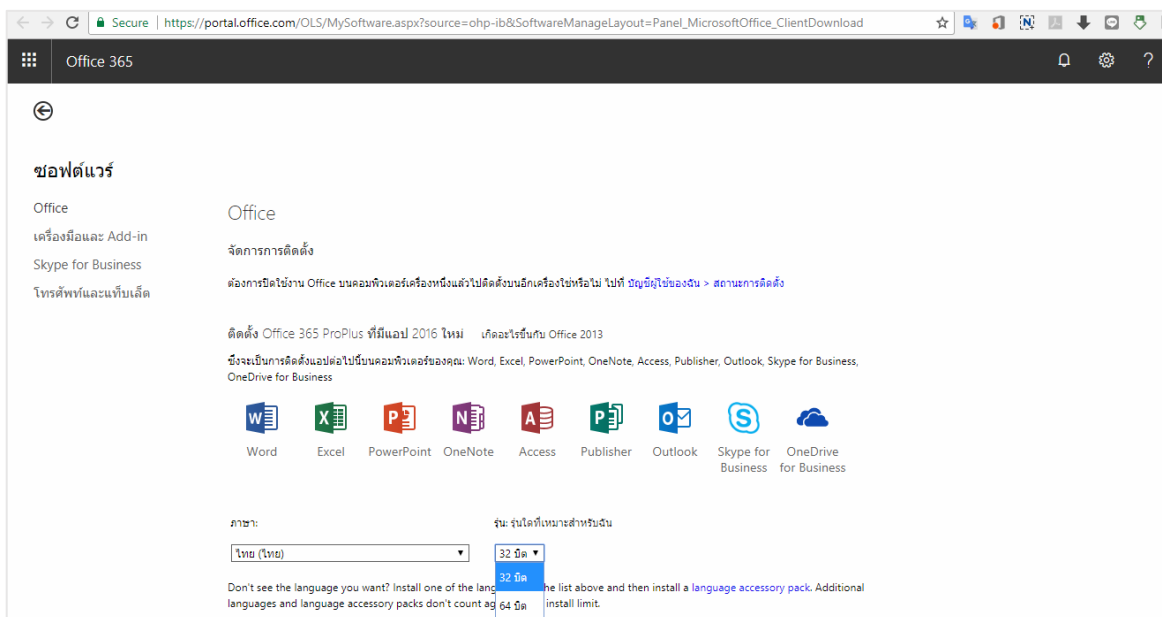 Secure https://portal.office.com/OLS/MySoftware.aspx?source=ohp-ib&SoftwareManageLayout=Panel_MicrosoftOffice_ClientDownload
Office 365
ซอฟต์แวร์
Office
เครื่องมือและ Add-in
Skype for Business
โทรศัพท์และแท็บเล็ต
Office
จัดการการติดตั้ง
ต้องการปิดใช้งาน Office บนคอมพิวเตอร์เครื่องหนึ่งแล้วไปติดตั้งบนอีกเครื่องใช่หรือไม่ ไปที่ บัญชีผู้ใช้ของฉัน > สถานะการติดตั้ง
ติดตั้ง Office 365 ProPlus ที่มีแอป 2016 ใหม่ เกิดอะไรขึ้นกับ Office 2013
ซึ่งจะเป็นการติดตั้งแอปต่อไปนี้บนคอมพิวเตอร์ของคุณ: Word, Excel, PowerPoint, OneNote, Access, Publisher, Outlook, Skype for Business,
OneDrive for Business
Word Excel PowerPoint OneNote Access Publisher Outlook Skype for Business OneDrive for Business
ภาษา: รุ่น: รุ่นใดที่เหมาะสำหรับฉัน
ไทย (ไทย) 32 บิต
32 บิต
64 บิต
Don't see the language you want? Install one of the lang he list above and then install a language accessory pack. Additional
languages and language accessory packs don't count ag install limit.